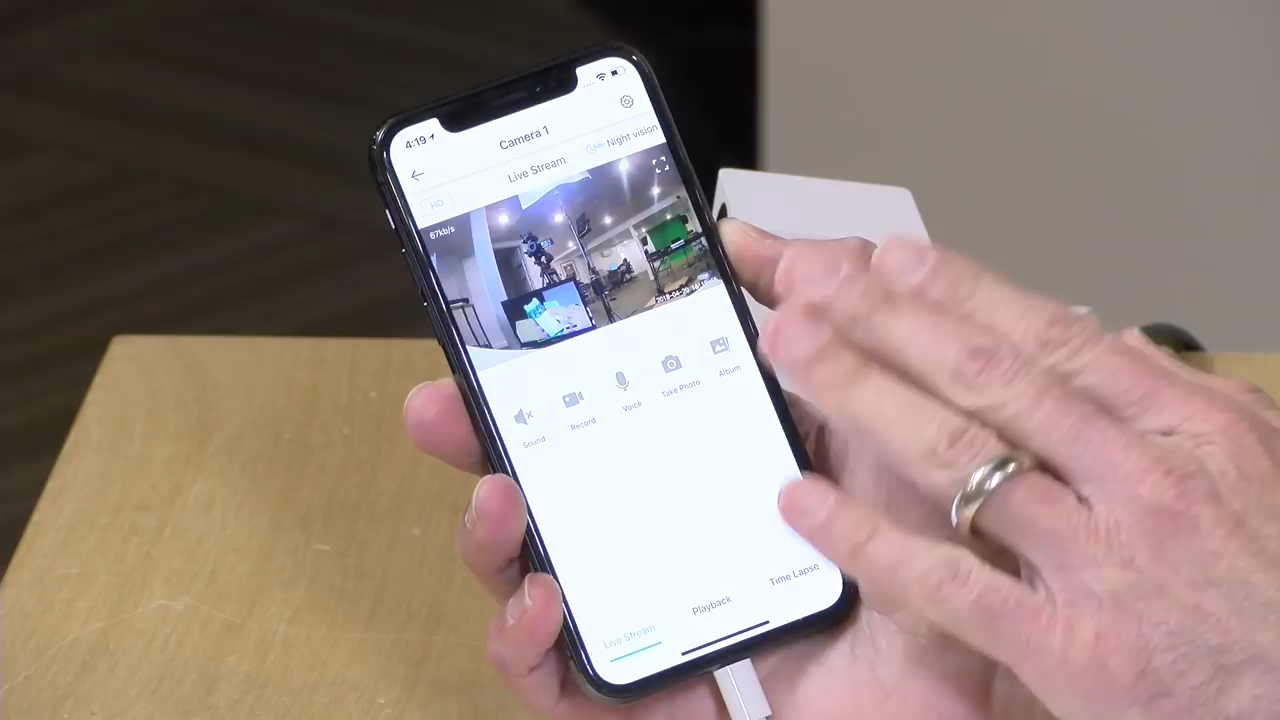 4:19
Camera 1
Live Stream
Night vision
HD
67kb/s
Sound
Record
Voice
Take Photo
Album
Live Stream
Playback
Time Lapse